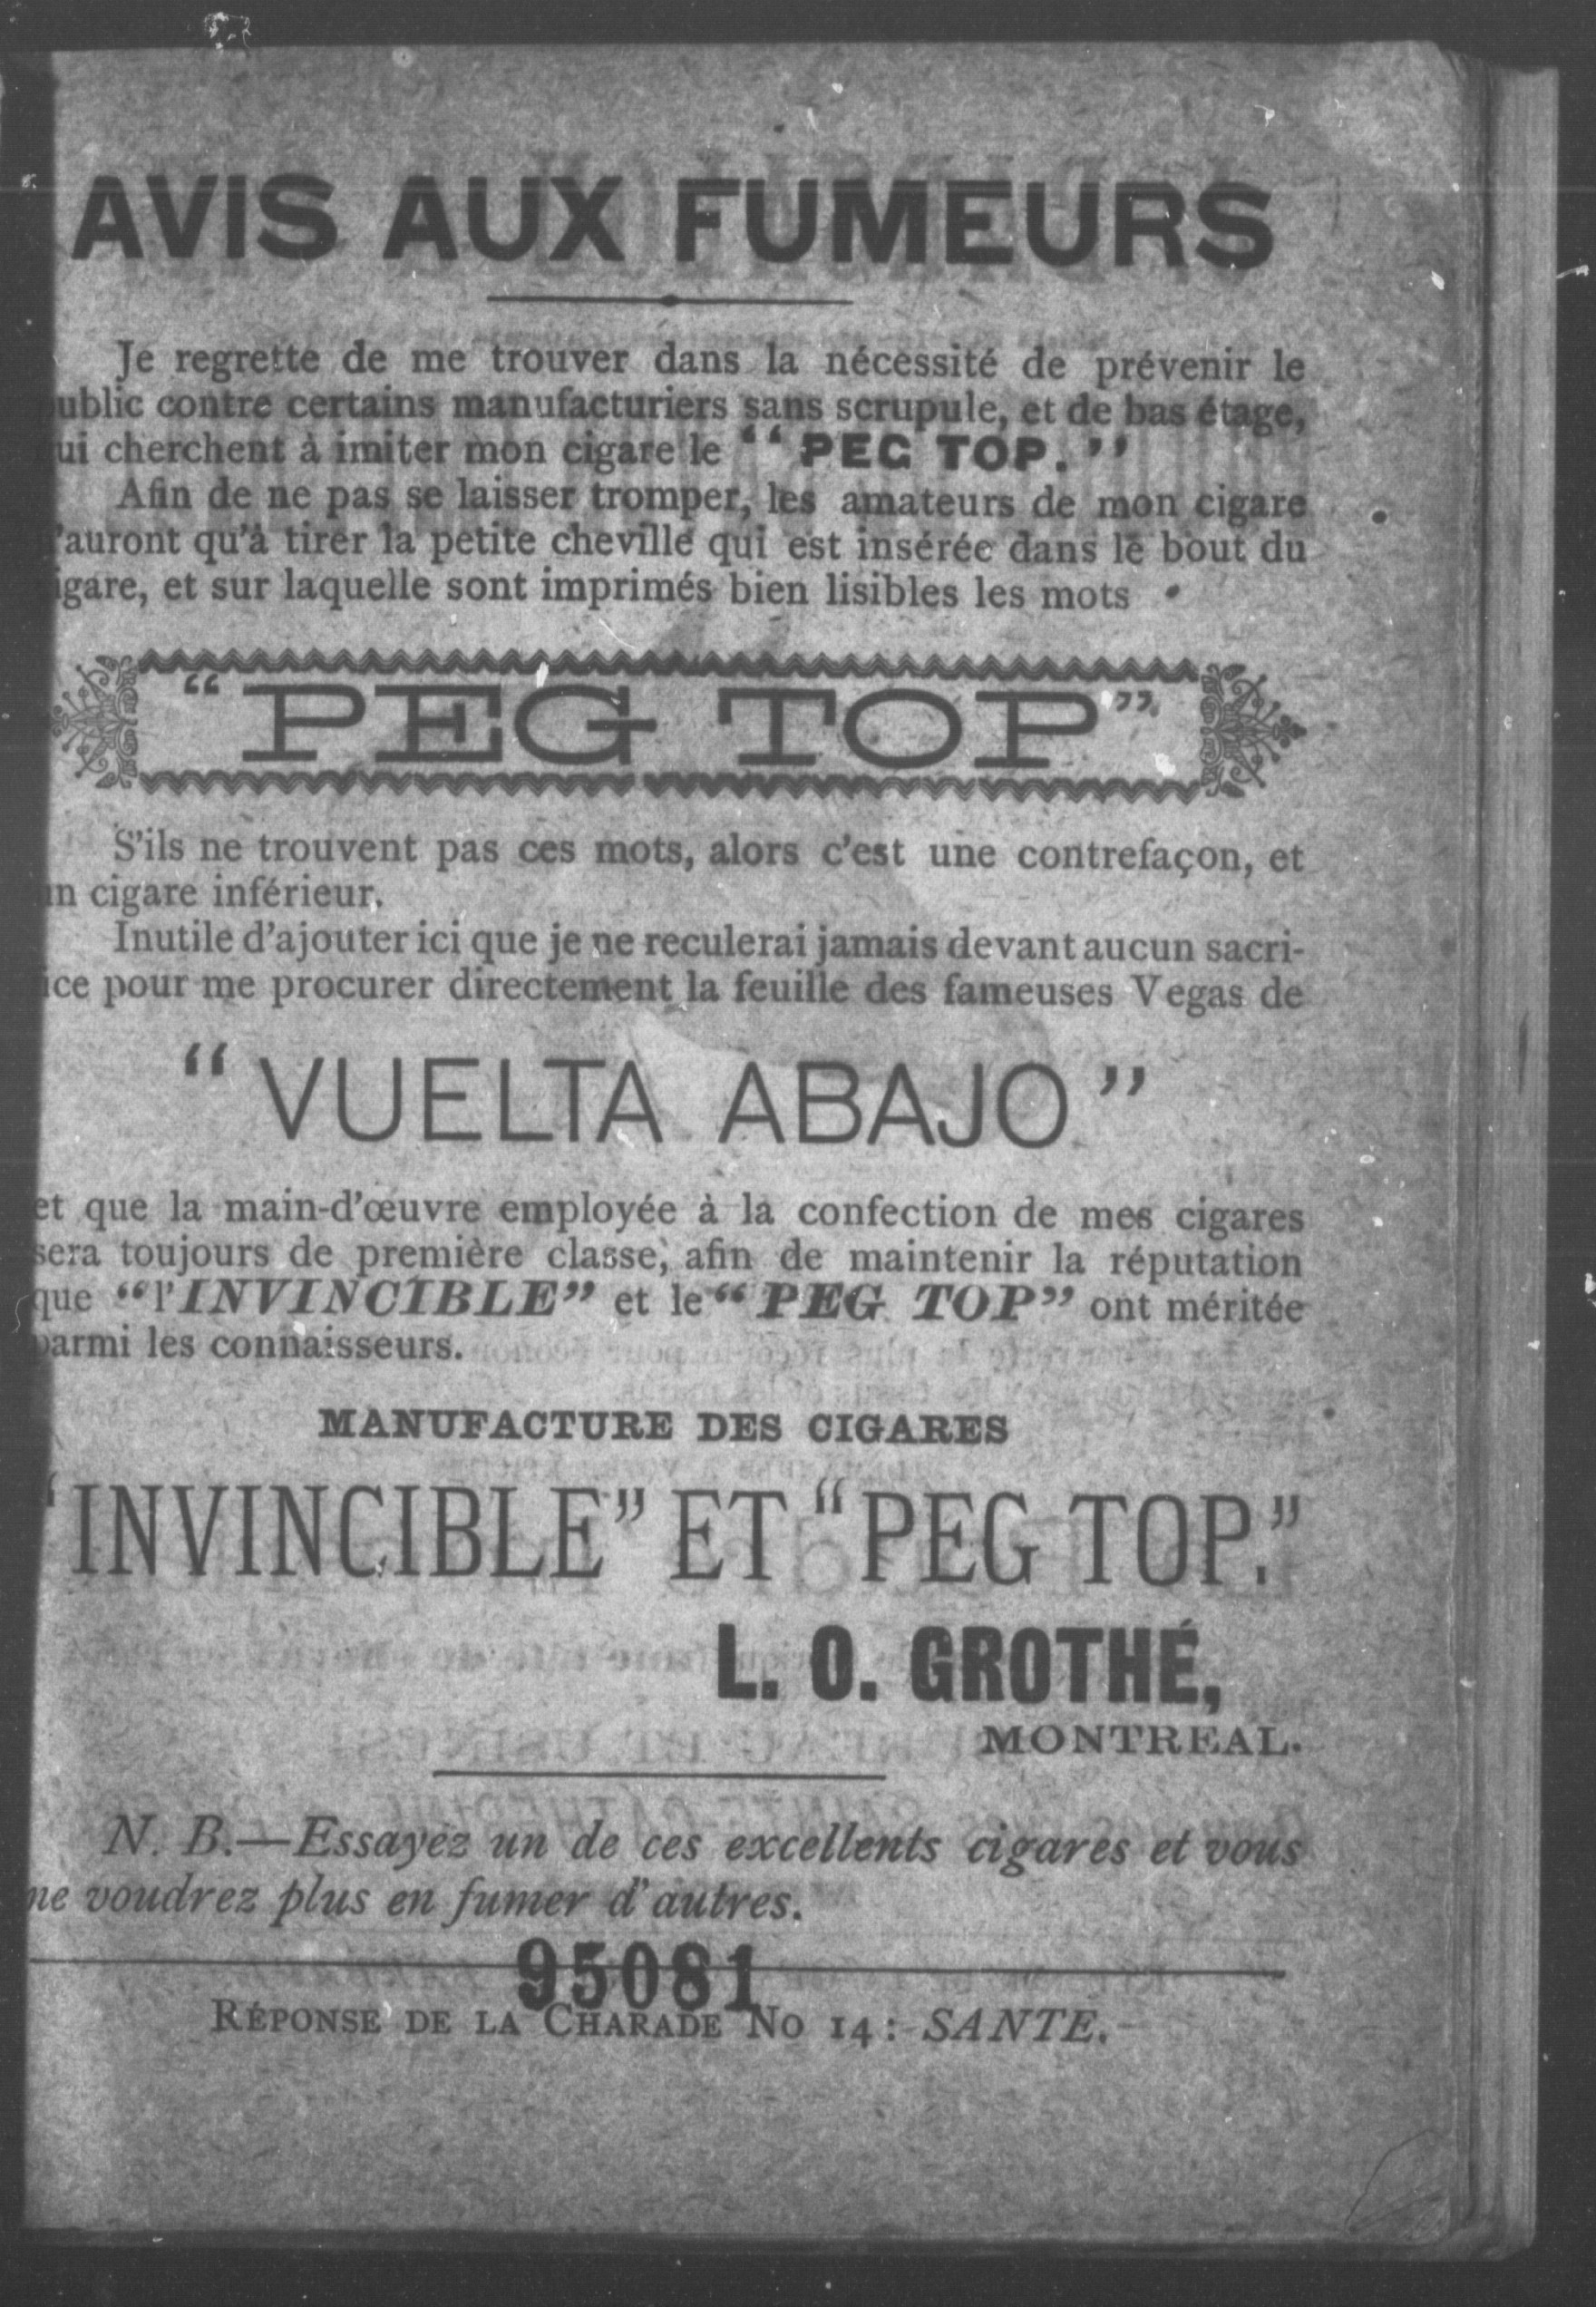 AVIS AUX FUMEURS
Je regrette de me trouver dans la nécessité de prévenir le
ublic contre certains manufacturiers sans scrupule, et de bas étage,
ui cherchent à imiter mon cigare le “PEG TOP.”
Afin de ne pas se laisser tromper, les amateurs de mon cigare
'auront qu'à tirer la petite cheville qui est insérée dans le bout du
igare, et sur laquelle sont imprimés bien lisibles les mots
“PEG TOP”
S'ils ne trouvent pas ces mots, alors c'est une contrefaçon, et
n cigare inférieur.
Inutile d'ajouter ici que je ne reculerai jamais devant aucun sacri-
ice pour me procurer directement la feuille des fameuses Vegas de
“VUELTA ABAJO”
et que la main-d'œuvre employée à la confection de mes cigares
sera toujours de première classe, afin de maintenir la réputation
que “l'INVINCIBLE” et le “PEG TOP” ont méritée
parmi les connaisseurs.
MANUFACTURE DES CIGARES
“INVINCIBLE” ET “PEG TOP.”
L. O. GROTHÉ,
MONTREAL.
N. B.—Essayez un de ces excellents cigares et vous
ne voudrez plus en fumer d'autres.
95081
RÉPONSE DE LA CHARADE NO 14: SANTE.